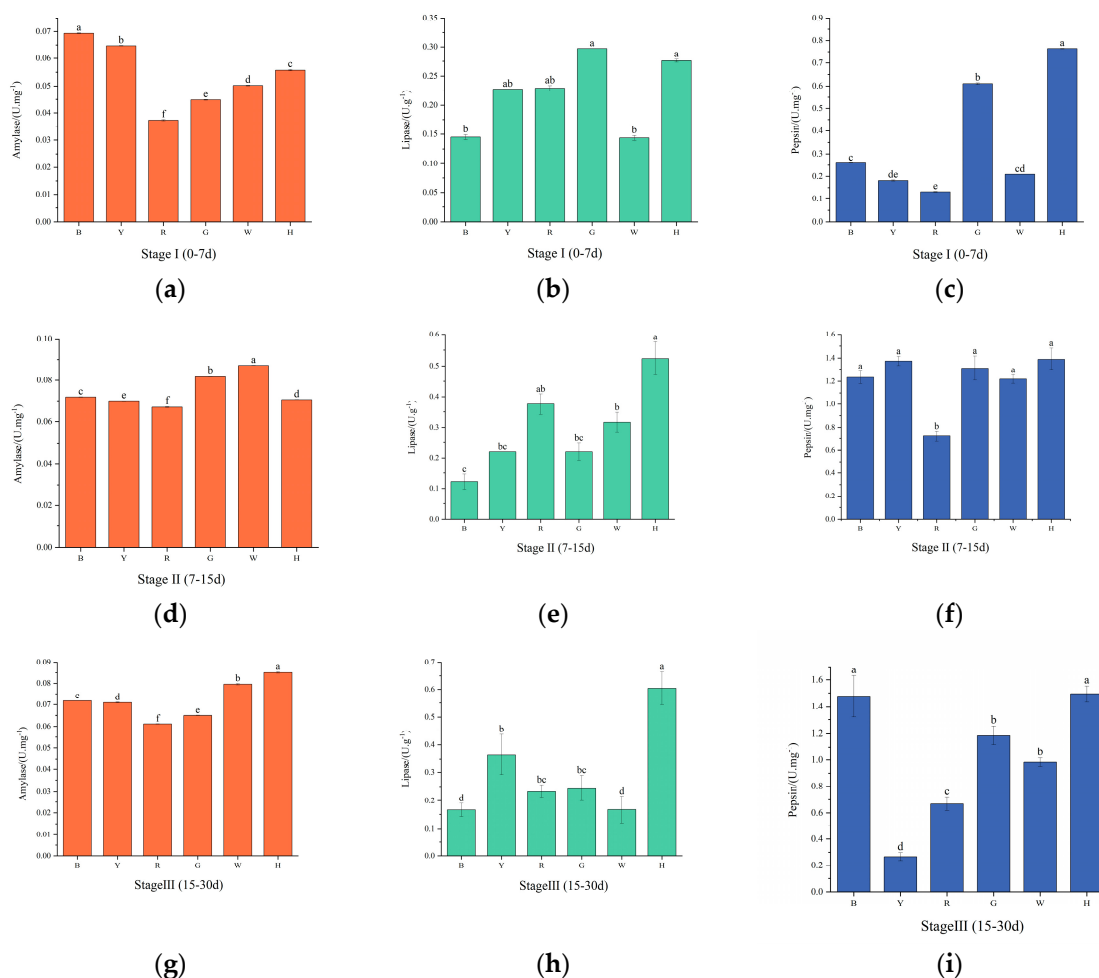 0.07
0.06
0.05
0.04
0.03
0.02
0.01
0.00
Amylase/(U.mg⁻¹)
a b f e d c
B Y R G W H
Stage I (0-7d)
(a)
0.35
0.30
0.25
0.20
0.15
0.10
0.05
0.00
Lipase/(U.g⁻¹;
b ab ab a b a
B Y R G W H
Stage I (0-7d)
(b)
0.9
0.8
0.7
0.6
0.5
0.4
0.3
0.2
0.1
0.0
Pepsin/(U.mg⁻)
c de e b cd a
B Y R G W H
Stage I (0-7d)
(c)
0.10
0.09
0.08
0.07
0.06
0.05
0.04
0.03
0.02
0.01
0.00
Amylase/(U.mg⁻¹)
c e f b a d
B Y R G W H
Stage II (7-15d)
(d)
0.6
0.5
0.4
0.3
0.2
0.1
0.0
Lipase/(U.g⁻¹;
c bc ab bc b a
B Y R G W H
Stage II (7-15d)
(e)
1.6
1.4
1.2
1.0
0.8
0.6
0.4
0.2
0.0
Pepsin/(U.mg⁻)
a a b a a a
B Y R G W H
Stage II (7-15d)
(f)
0.09
0.08
0.07
0.06
0.05
0.04
0.03
0.02
0.01
0.00
Amylase/(U.mg⁻¹)
c d f e b a
B Y R G W H
StageIII (15-30d)
(g)
0.7
0.6
0.5
0.4
0.3
0.2
0.1
0.0
Lipase/(U.g⁻¹;
d b bc bc d a
B Y R G W H
StageIII (15-30d)
(h)
1.4
1.2
1.0
0.8
0.6
0.4
0.2
0.0
Pepsin/(U.mg⁻)
a d c b b a
B Y R G W H
StageIII (15-30d)
(i)